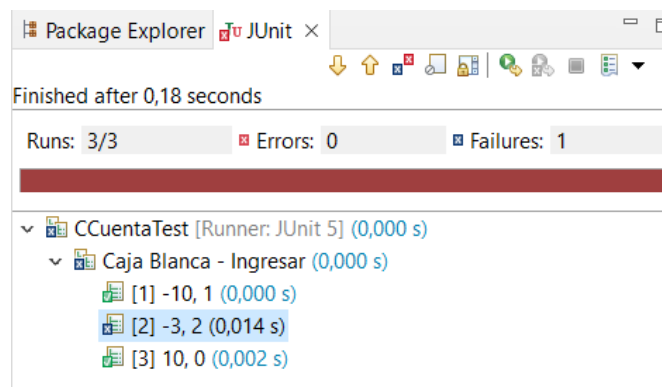 Package Explorer JUnit
Finished after 0,18 seconds
Runs: 3/3 Errors: 0 Failures: 1
CCuentaTest [Runner: JUnit 5] (0,000 s)
Caja Blanca - Ingresar (0,000 s)
[1] -10, 1 (0,000 s)
[2] -3, 2 (0,014 s)
[3] 10, 0 (0,002 s)